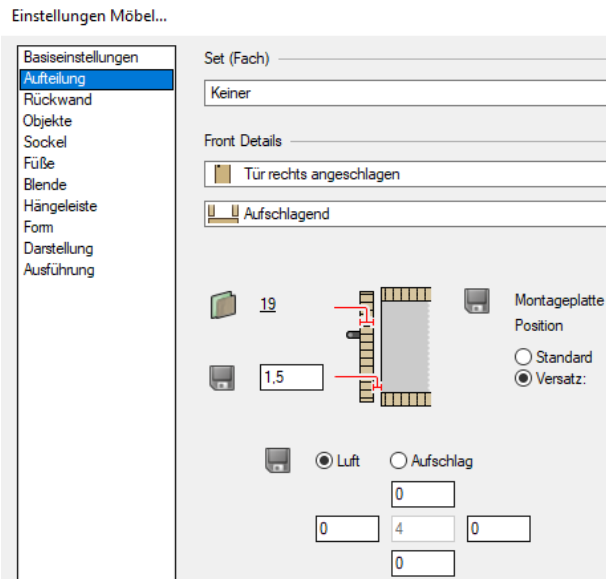 Einstellungen Möbel...
Basiseinstellungen
Aufteilung
Rückwand
Objekte
Sockel
Füße
Blende
Hängeleiste
Form
Darstellung
Ausführung
Set (Fach)
Keiner
Front Details
Tür rechts angeschlagen
Aufschlagend
19
1,5
Montageplatte
Position
Standard
Versatz:
Luft Aufschlag
0
0 4 0
0